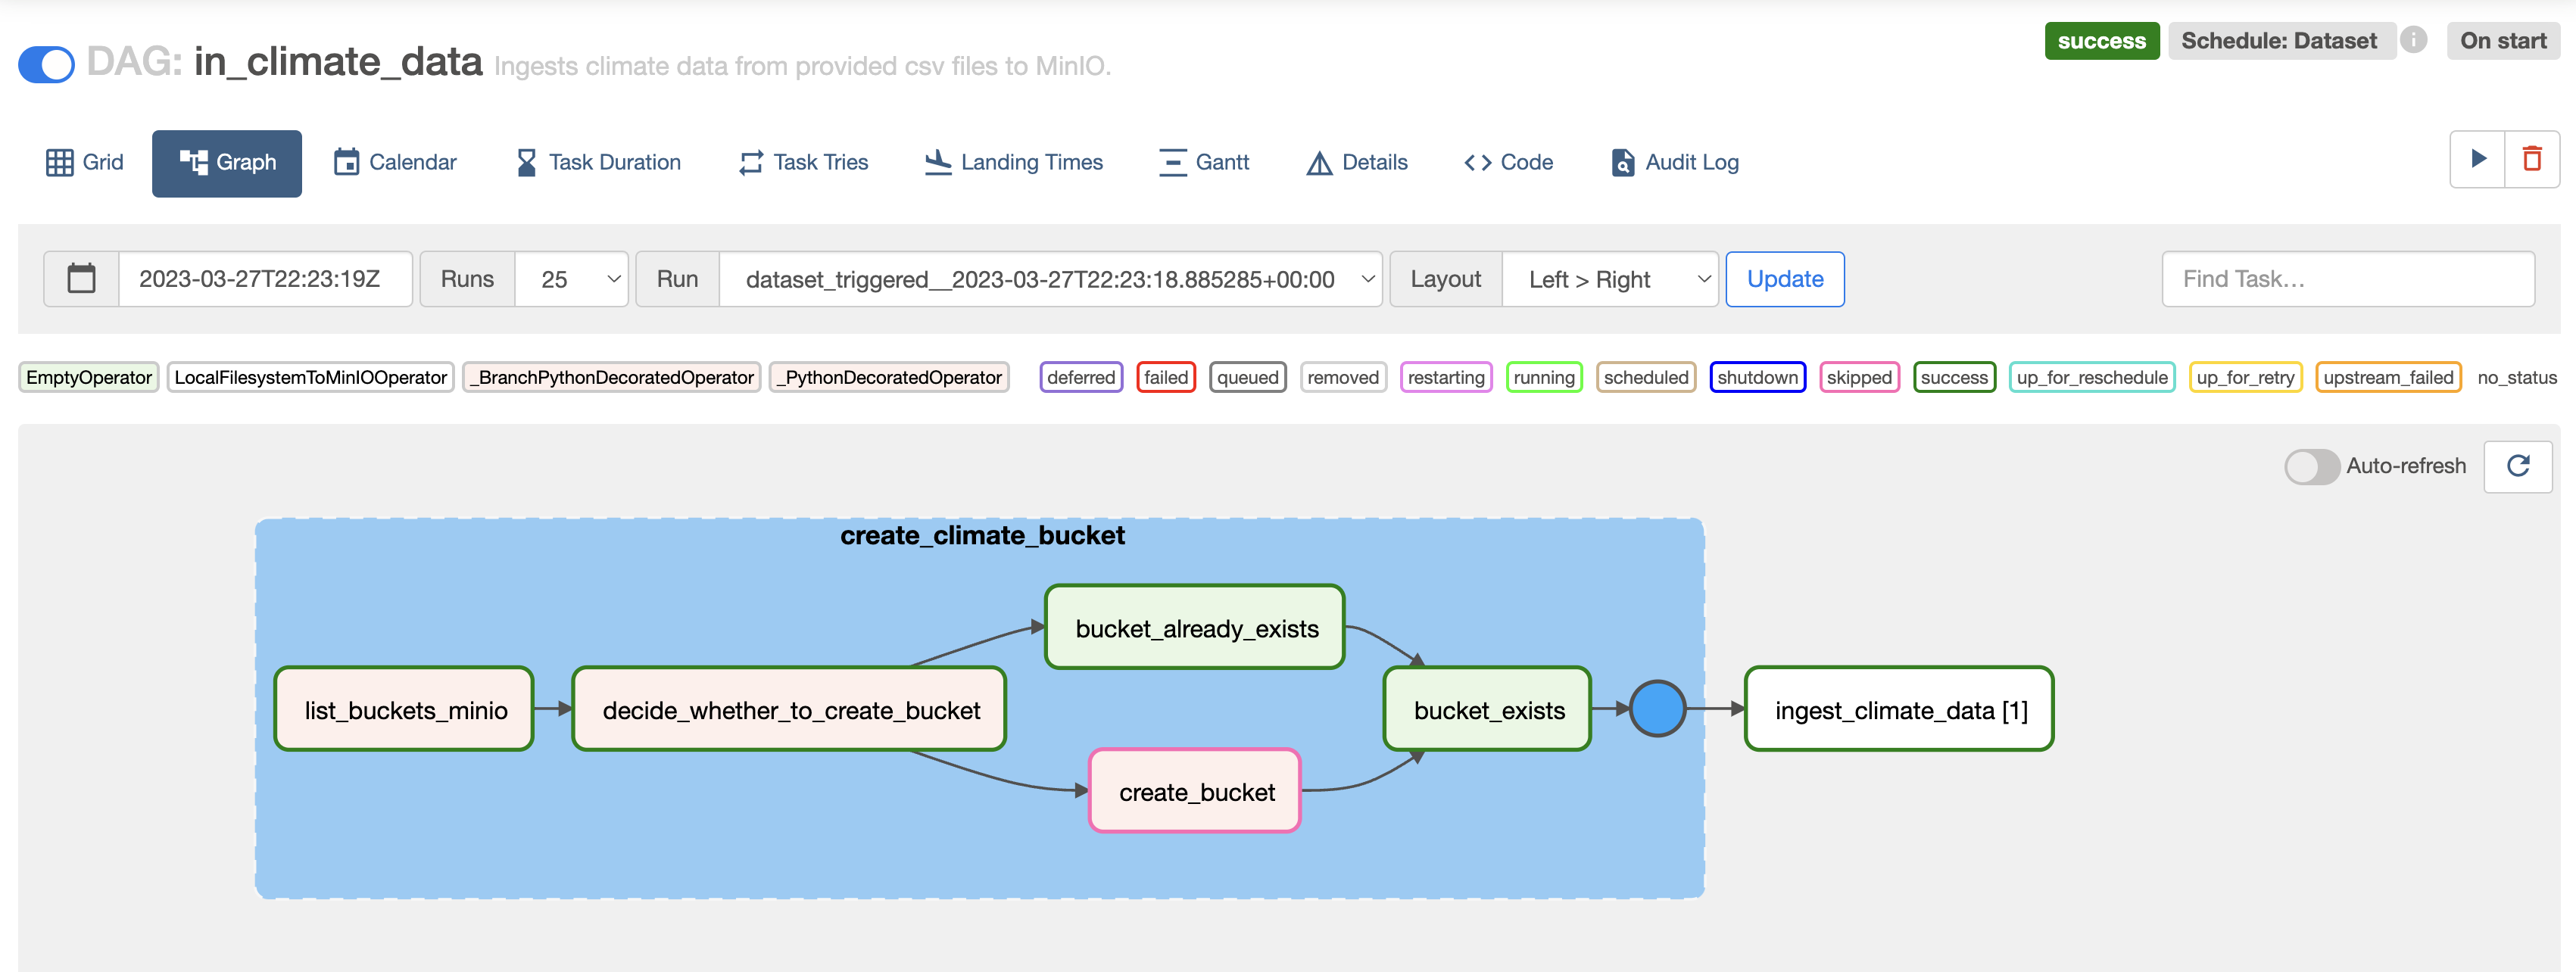 DAG: in_climate_data Ingests climate data from provided csv files to MinIO.
success Schedule: Dataset i On start
Grid Graph Calendar Task Duration Task Tries Landing Times Gantt Details Code Audit Log
2023-03-27T22:23:19Z Runs 25 Run dataset_triggered__2023-03-27T22:23:18.885285+00:00 Layout Left > Right Update Find Task...
EmptyOperator LocalFilesystemToMinIOOperator _BranchPythonDecoratedOperator _PythonDecoratedOperator deferred failed queued removed restarting running scheduled shutdown skipped success up_for_reschedule up_for_retry upstream_failed no_status
Auto-refresh
create_climate_bucket
bucket_already_exists
list_buckets_minio decide_whether_to_create_bucket bucket_exists ingest_climate_data [1]
create_bucket